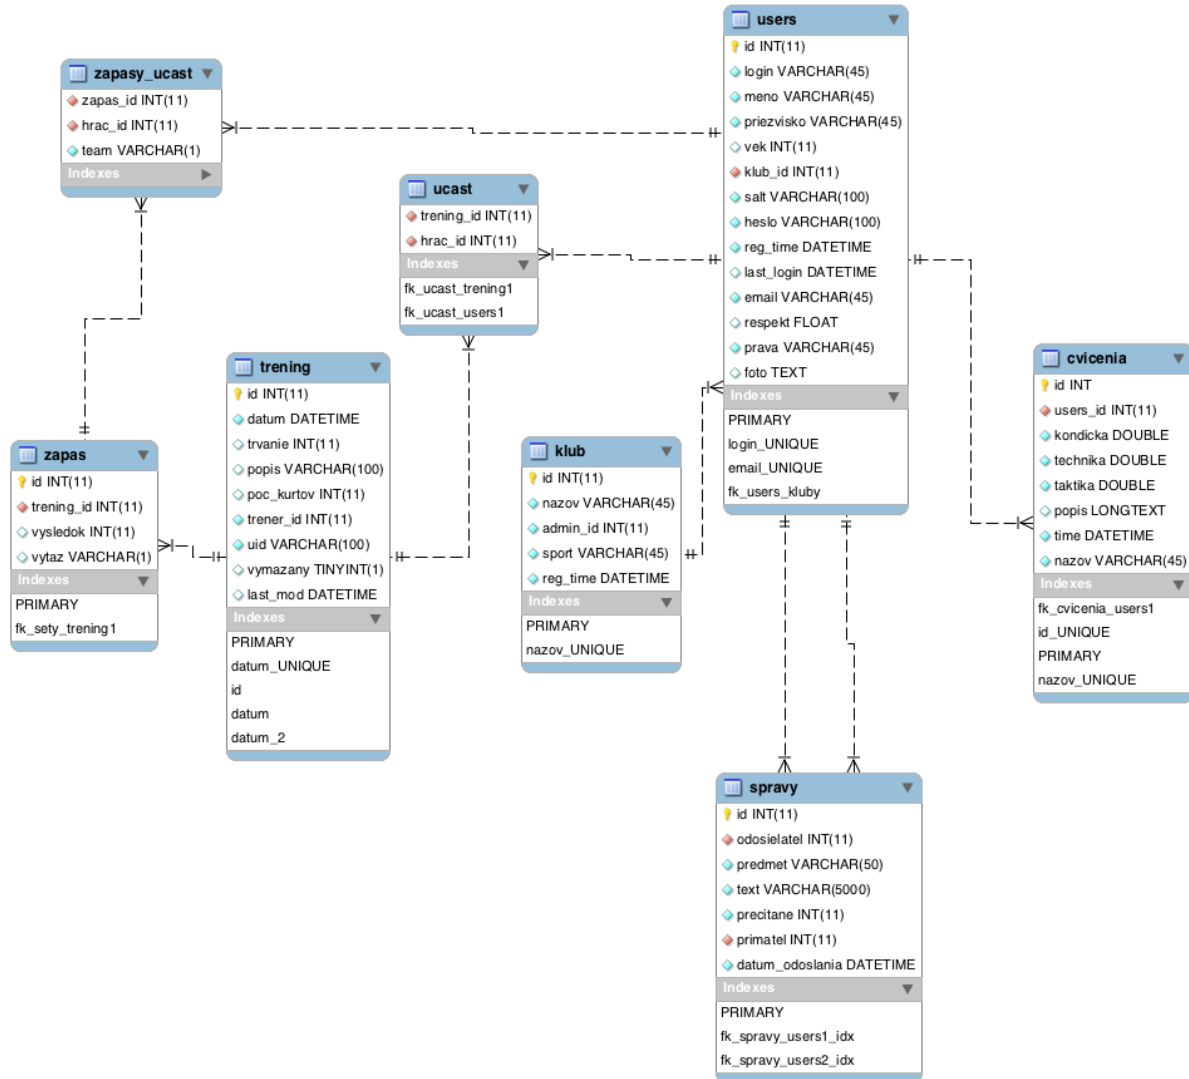 users
id INT(11)
login VARCHAR(45)
meno VARCHAR(45)
priezvisko VARCHAR(45)
vek INT(11)
klub_id INT(11)
salt VARCHAR(100)
heslo VARCHAR(100)
reg_time DATETIME
last_login DATETIME
email VARCHAR(45)
respekt FLOAT
prava VARCHAR(45)
foto TEXT
Indexes
PRIMARY
login_UNIQUE
email_UNIQUE
fk_users_kluby
zapasy_ucast
zapas_id INT(11)
hrac_id INT(11)
team VARCHAR(1)
Indexes
ucast
trening_id INT(11)
hrac_id INT(11)
Indexes
fk_ucast_trening1
fk_ucast_users1
trening
id INT(11)
datum DATETIME
trvanie INT(11)
popis VARCHAR(100)
poc_kurtov INT(11)
trener_id INT(11)
uid VARCHAR(100)
vymazany TINYINT(1)
last_mod DATETIME
Indexes
PRIMARY
datum_UNIQUE
id
datum
datum_2
cvicenia
id INT
users_id INT(11)
kondicka DOUBLE
technika DOUBLE
taktika DOUBLE
popis LONGTEXT
time DATETIME
nazov VARCHAR(45)
Indexes
fk_cvicenia_users1
id_UNIQUE
PRIMARY
nazov_UNIQUE
zapas
id INT(11)
trening_id INT(11)
vysledok INT(11)
vytaz VARCHAR(1)
Indexes
PRIMARY
fk_sety_trening1
klub
id INT(11)
nazov VARCHAR(45)
admin_id INT(11)
sport VARCHAR(45)
reg_time DATETIME
Indexes
PRIMARY
nazov_UNIQUE
spravy
id INT(11)
odosielatel INT(11)
predmet VARCHAR(50)
text VARCHAR(5000)
precitane INT(11)
primatel INT(11)
datum_odoslania DATETIME
Indexes
PRIMARY
fk_spravy_users1_idx
fk_spravy_users2_idx